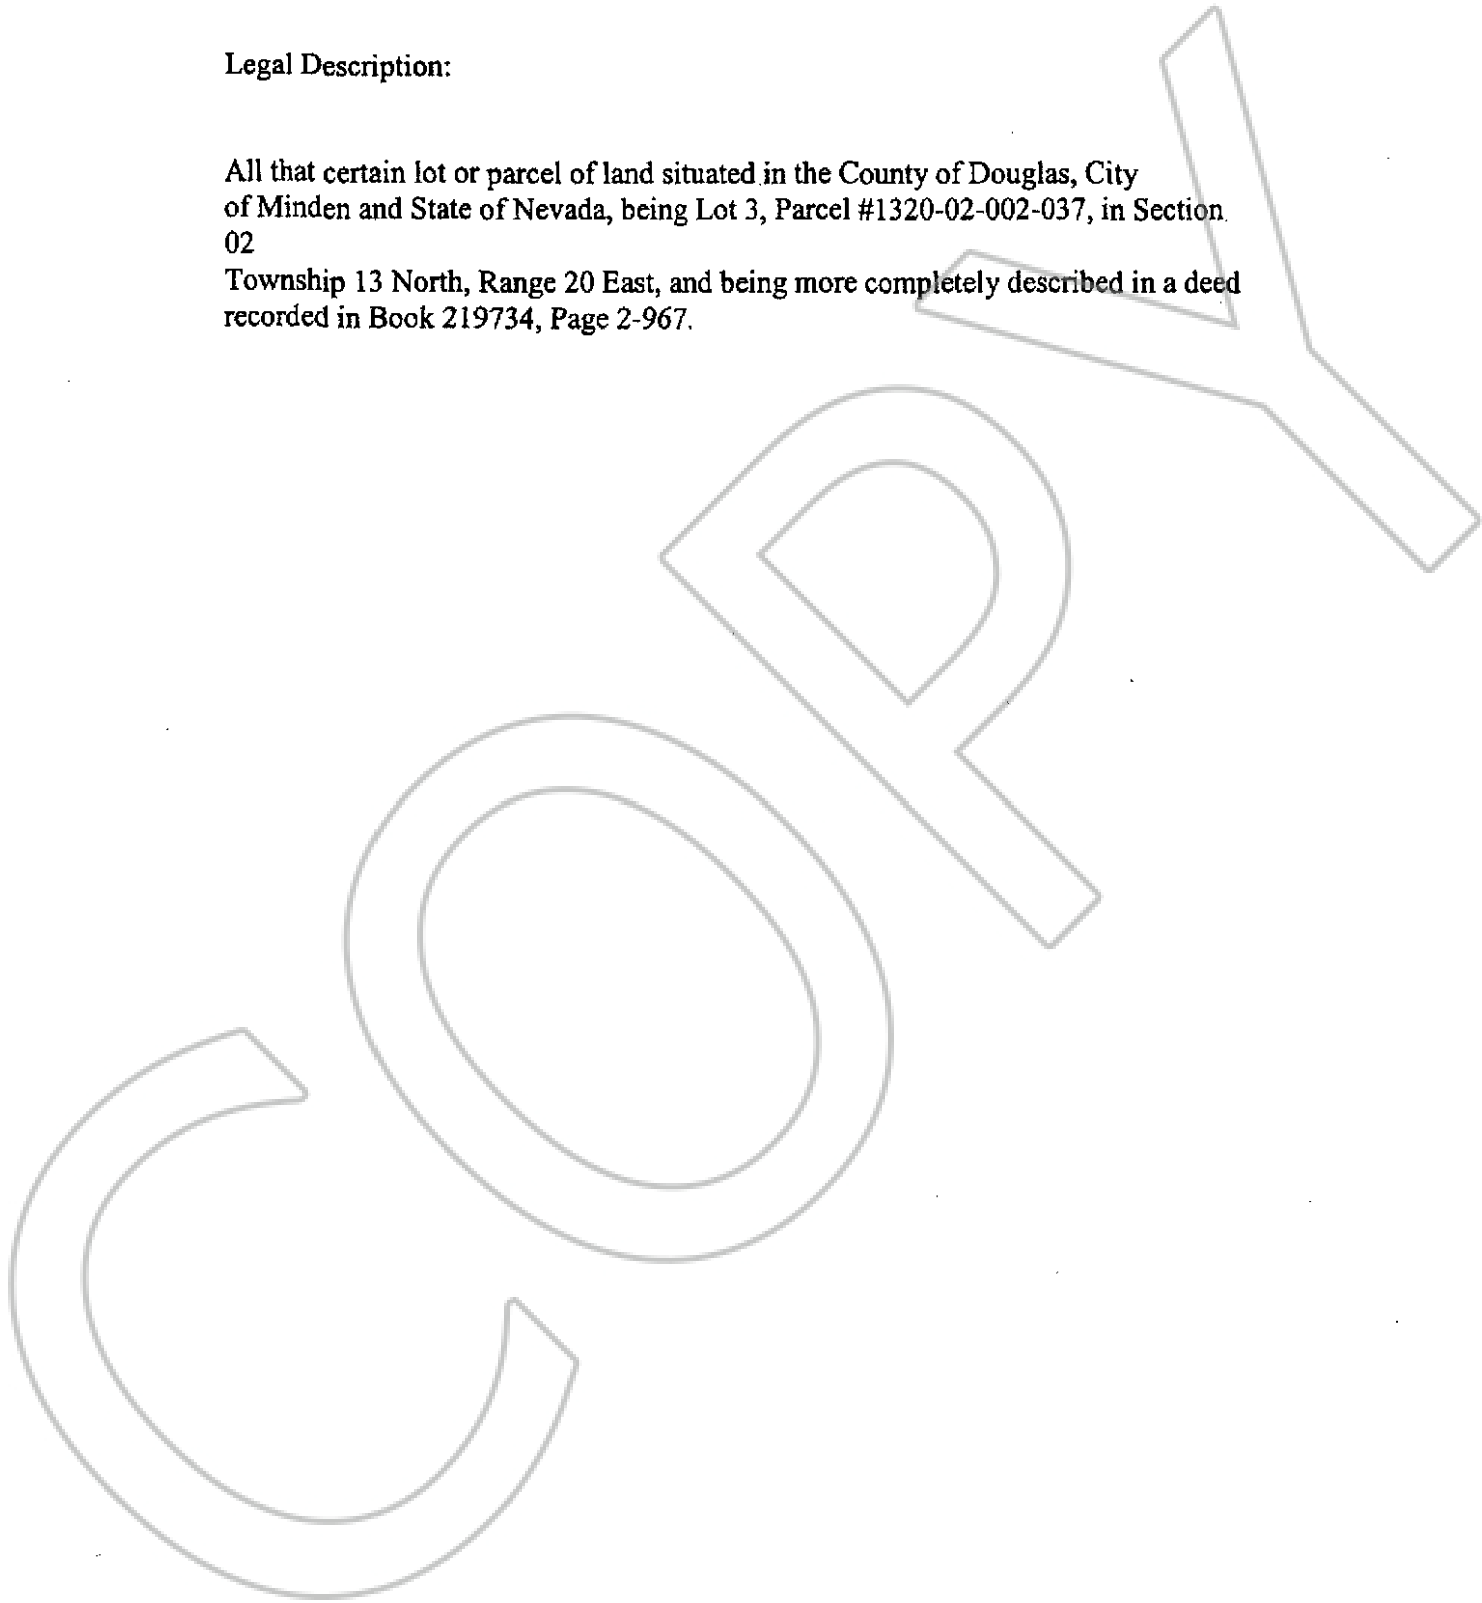 Legal Description:
All that certain lot or parcel of land situated in the County of Douglas, City
of Minden and State of Nevada, being Lot 3, Parcel #1320-02-002-037, in Section
02
Township 13 North, Range 20 East, and being more completely described in a deed
recorded in Book 219734, Page 2-967.
COPY